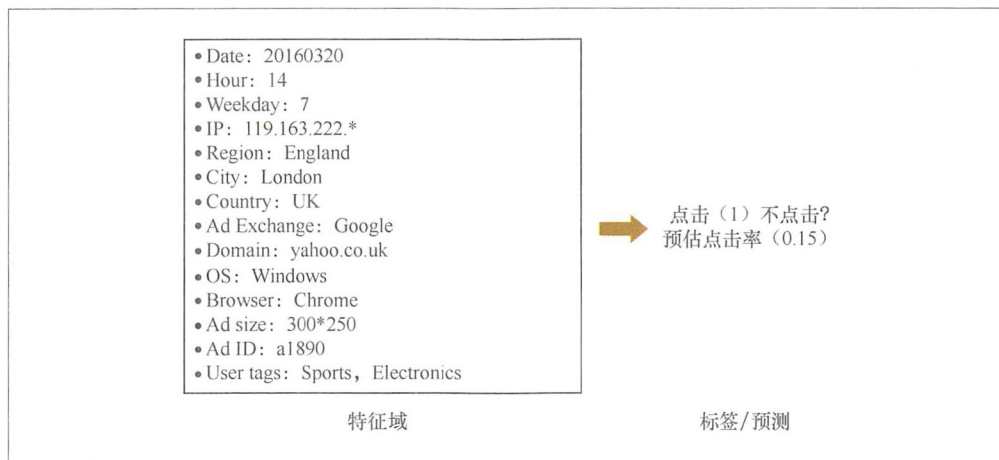 • Date：20160320
• Hour：14
• Weekday：7
• IP：119.163.222.*
• Region：England
• City：London
• Country：UK
• Ad Exchange：Google
• Domain：yahoo.co.uk
• OS：Windows
• Browser：Chrome
• Ad size：300*250
• Ad ID：a1890
• User tags：Sports，Electronics
点击（1）不点击?
预估点击率（0.15）
特征域
标签/预测